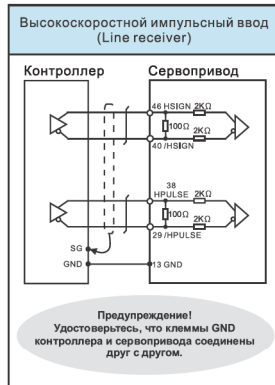 Высокоскоростной импульсный ввод
(Line receiver)
Контроллер
Сервопривод
46 HSIGN
2KΩ
100Ω
2KΩ
40 /HSIGN
38
HPULSE
2KΩ
100Ω
2KΩ
29 /HPULSE
SG
GND
13 GND
Предупреждение!
Удостоверьтесь, что клеммы GND
контроллера и сервопривода соединены
друг с другом.